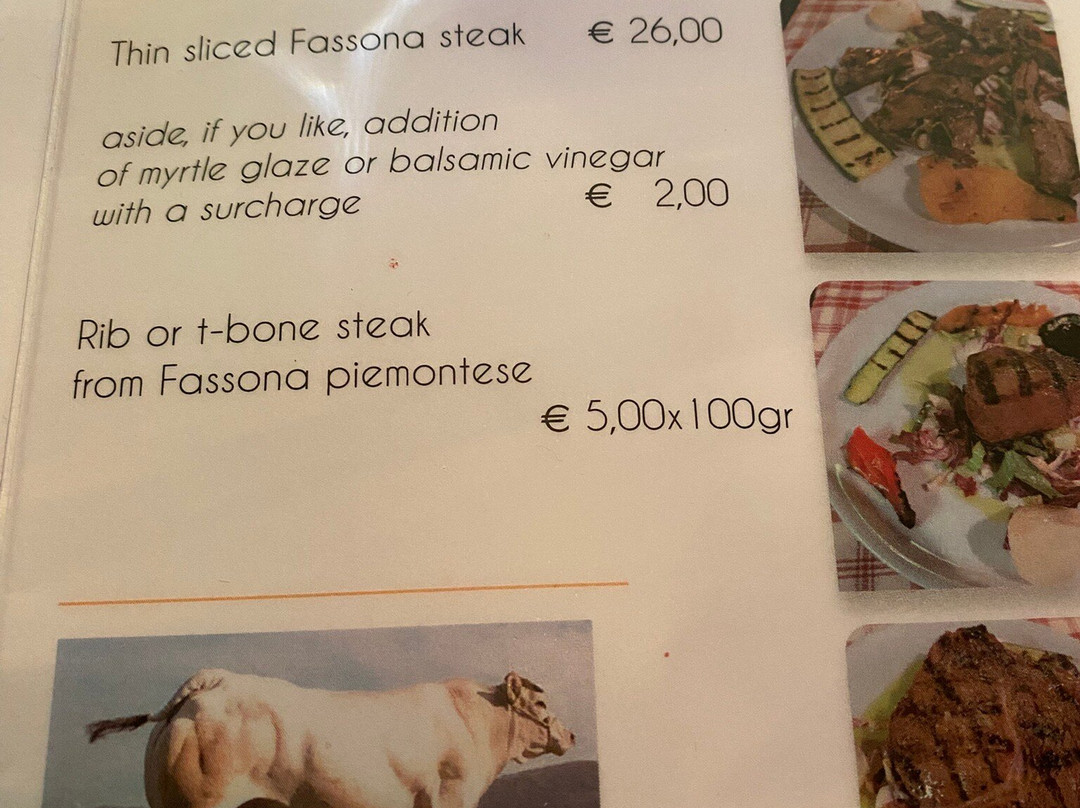 Thin sliced Fassona steak € 26,00
aside, if you like, addition
of myrtle glaze or balsamic vinegar
with a surcharge € 2,00
Rib or t-bone steak
from Fassona piemontese
€ 5,00x100gr